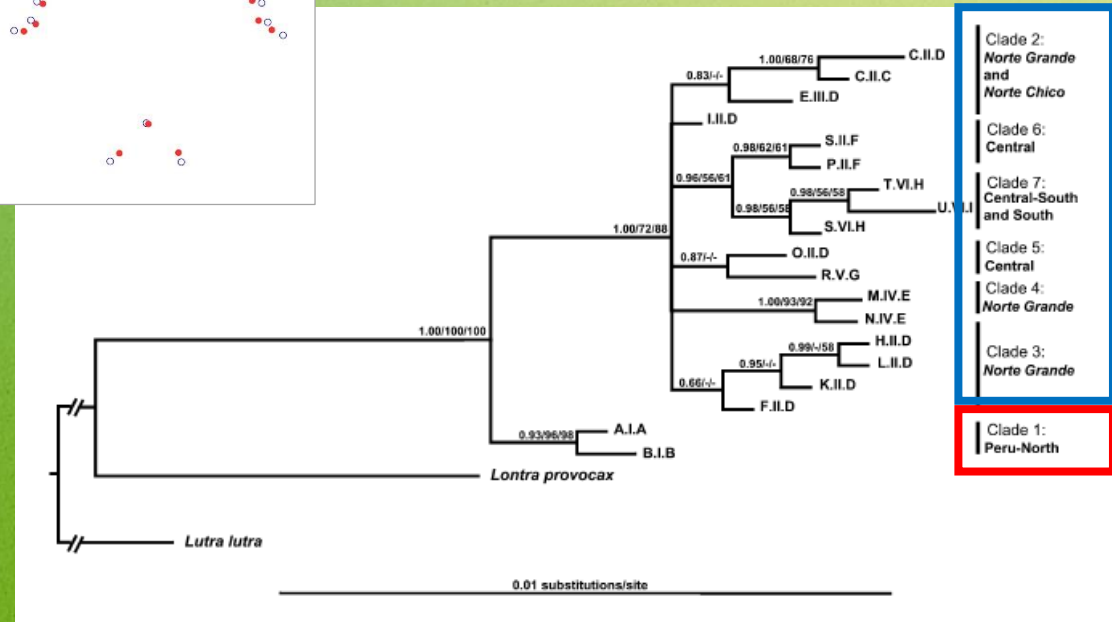 Clade 2:
Norte Grande
and
Norte Chico
Clade 6:
Central
Clade 7:
Central-South
and South
Clade 5:
Central
Clade 4:
Norte Grande
Clade 3:
Norte Grande
Clade 1:
Peru-North
1.00/68/76
C.II.D
0.83/-/-
C.II.C
E.III.D
I.II.D
0.98/62/61
S.II.F
P.II.F
0.96/56/61
0.98/56/58
T.VI.H
0.98/56/58
U.VI.I
S.VI.H
1.00/72/88
0.87/-/-
O.II.D
R.V.G
1.00/93/92
M.IV.E
N.IV.E
1.00/100/100
0.99/-/58
H.II.D
0.95/-/-
L.II.D
0.66/-/-
K.II.D
F.II.D
0.93/96/98
A.I.A
B.I.B
Lontra provocax
Lutra lutra
0.01 substitutions/site